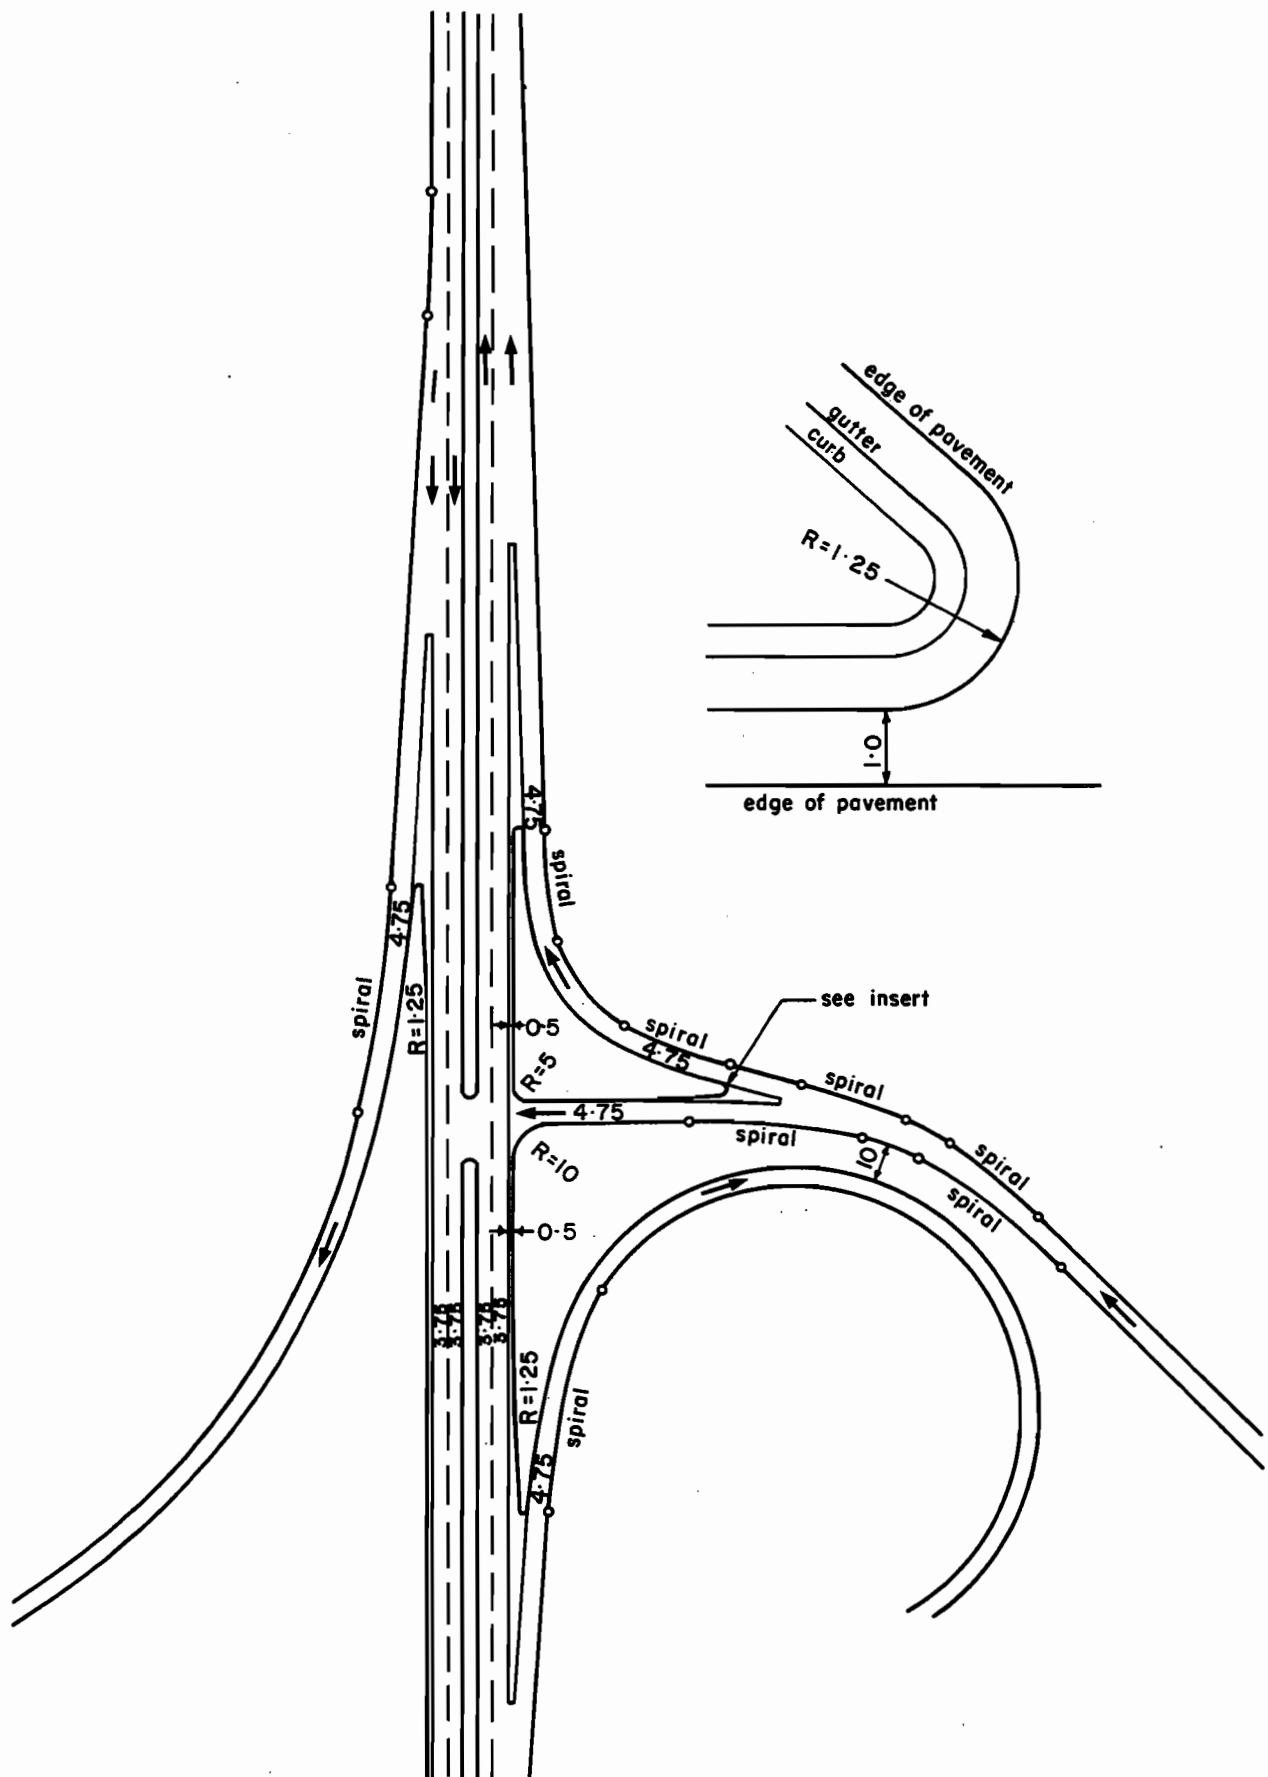 edge of pavement
gutter
curb
R=1·25
1·0
edge of pavement
4·75
spiral
4·75
spiral
R=1·25
see insert
0·5
spiral
4·75
spiral
R=5
4·75
spiral
R=10
10
spiral
spiral
0·5
3·75
3·75
3·75
3·75
R=1·25
spiral
4·75